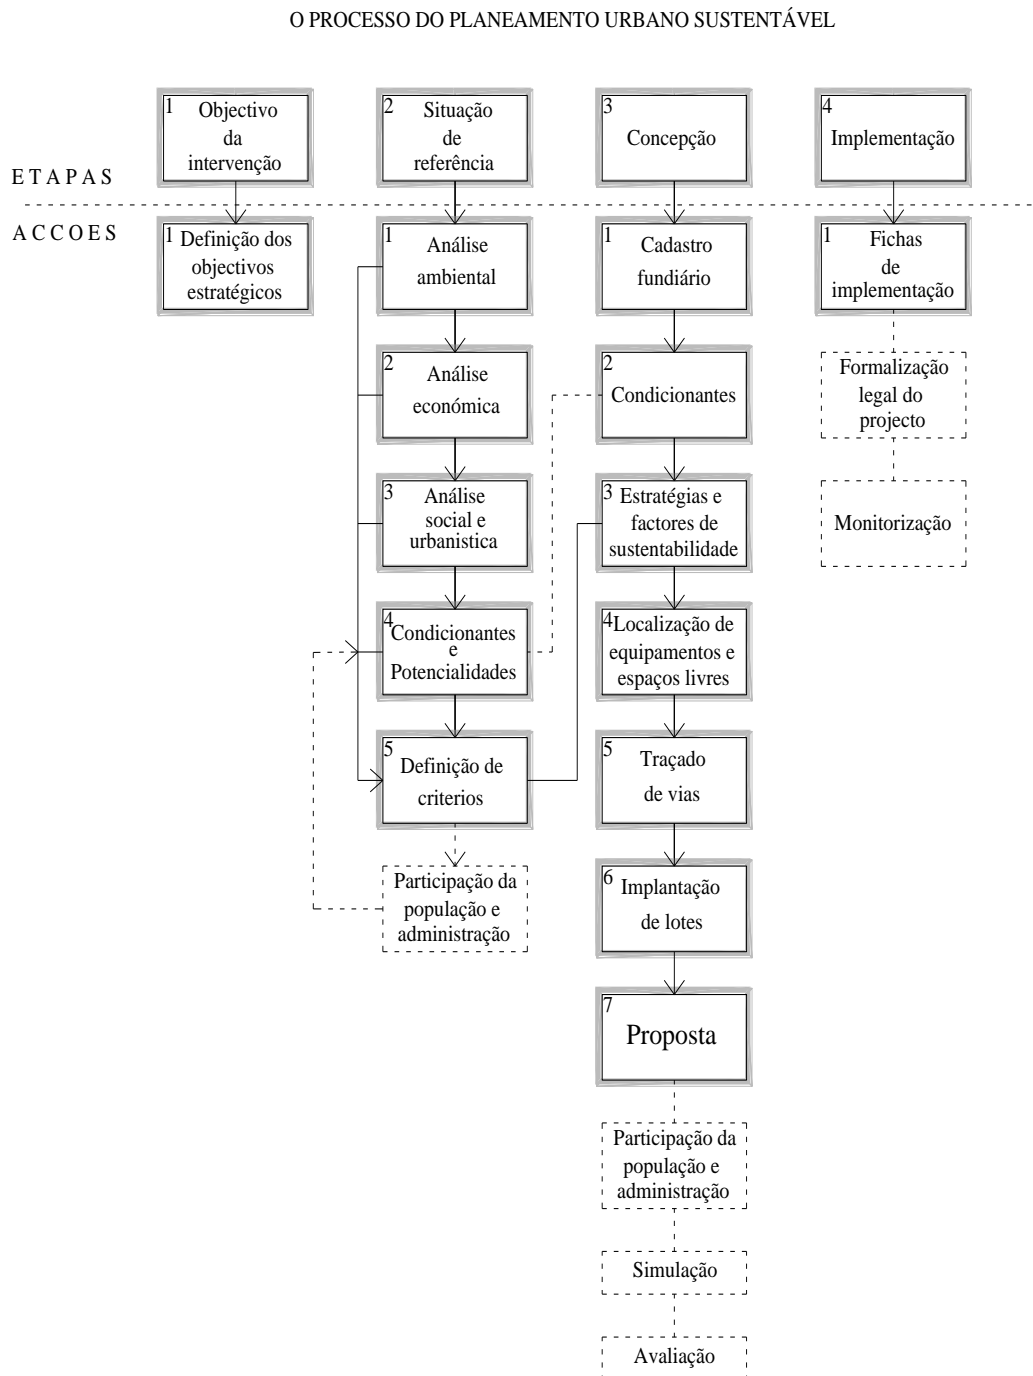 O PROCESSO DO PLANEAMENTO URBANO SUSTENTÁVEL
1 Objectivo
da
intervenção
2 Situação
de
referência
3
Concepção
4
Implementação
ETAPAS
ACCOES
1 Definição dos
objectivos
estratégicos
1
Análise
ambiental
2
Análise
económica
3
Análise
social e
urbanistica
4
Condicionantes
e
Potencialidades
5
Definição de
criterios
Participação da
população e
administração
1
Cadastro
fundiário
2
Condicionantes
3
Estratégias e
factores de
sustentabilidade
4 Localização de
equipamentos e
espaços livres
5
Traçado
de vias
6
Implantação
de lotes
7
Proposta
Participação da
população e
administração
Simulação
Avaliação
1 Fichas
de
implementação
Formalização
legal do
projecto
Monitorização